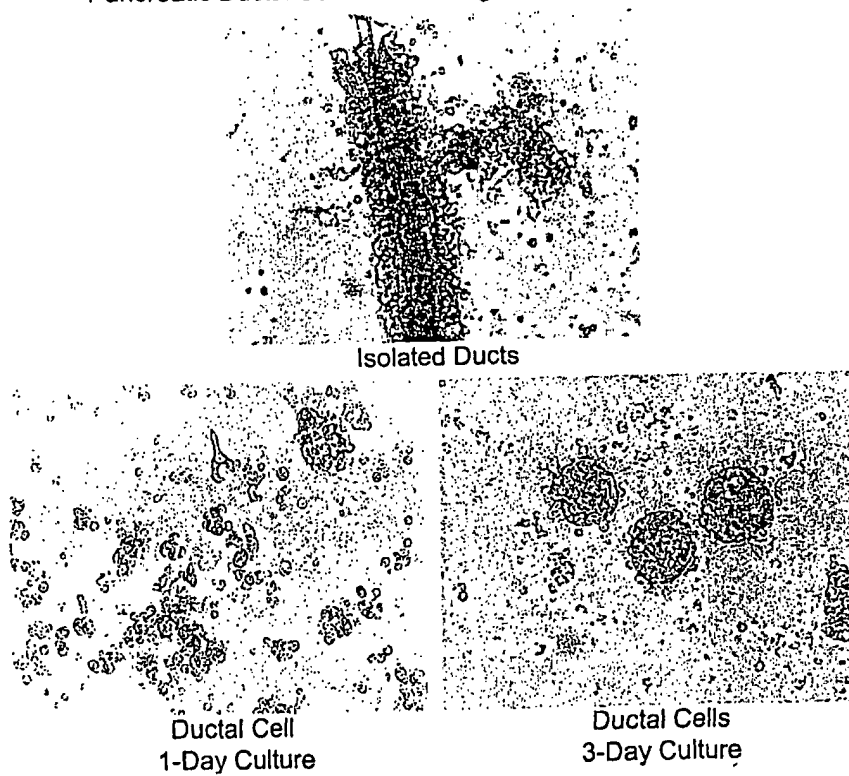 Isolated Ducts
Ductal Cell
1-Day Culture
Ductal Cells
3-Day Culture